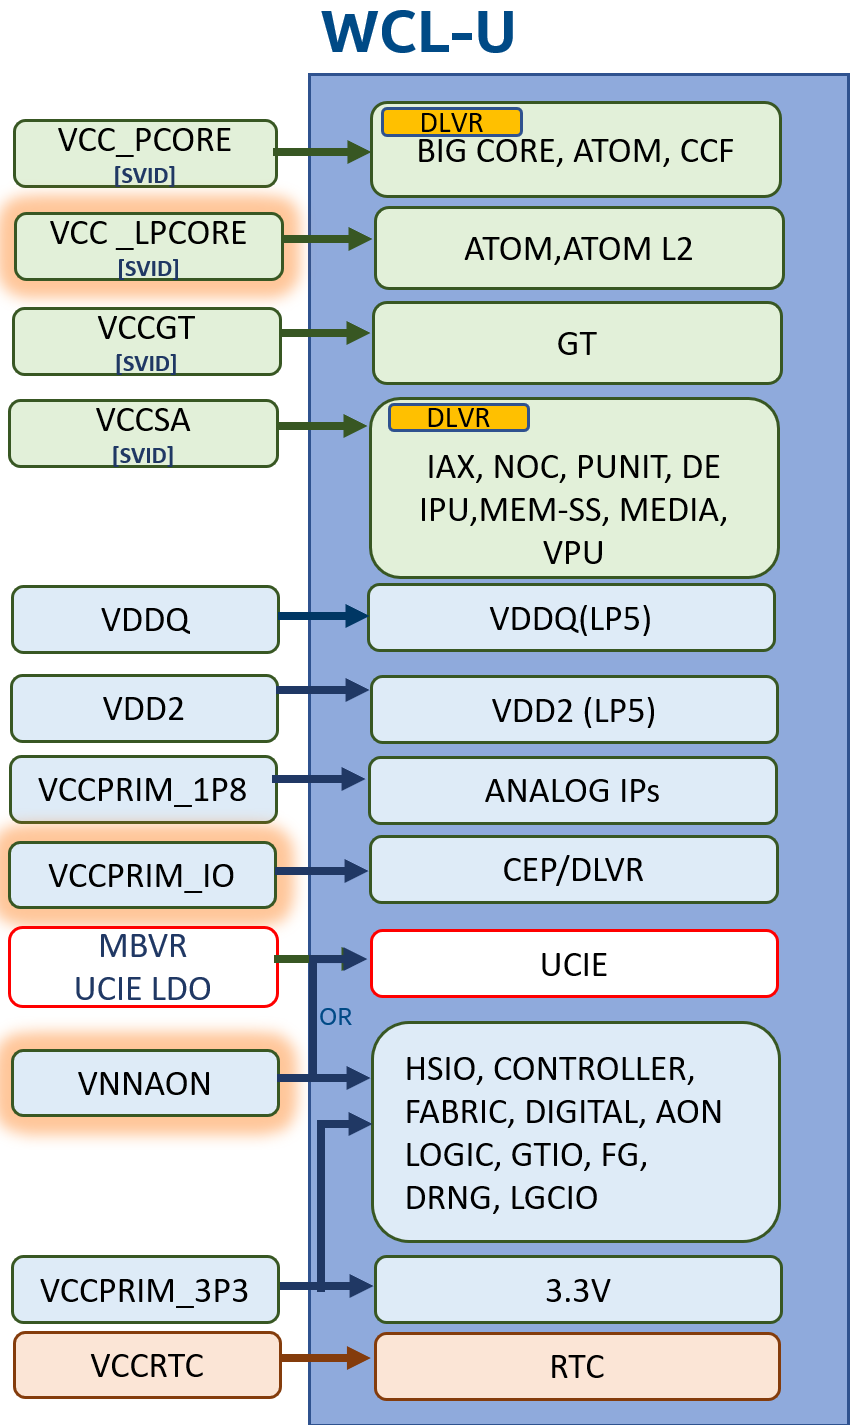 WCL-U
VCC_PCORE
[SVID]
DLVR
BIG CORE, ATOM, CCF
VCC _LPCORE
[SVID]
ATOM,ATOM L2
VCCGT
[SVID]
GT
VCCSA
[SVID]
DLVR
IAX, NOC, PUNIT, DE
IPU,MEM-SS, MEDIA,
VPU
VDDQ
VDDQ(LP5)
VDD2
VDD2 (LP5)
VCCPRIM_1P8
ANALOG IPs
VCCPRIM_IO
CEP/DLVR
MBVR
UCIE LDO
UCIE
OR
VNNAON
HSIO, CONTROLLER,
FABRIC, DIGITAL, AON
LOGIC, GTIO, FG,
DRNG, LGCIO
VCCPRIM_3P3
3.3V
VCCRTC
RTC